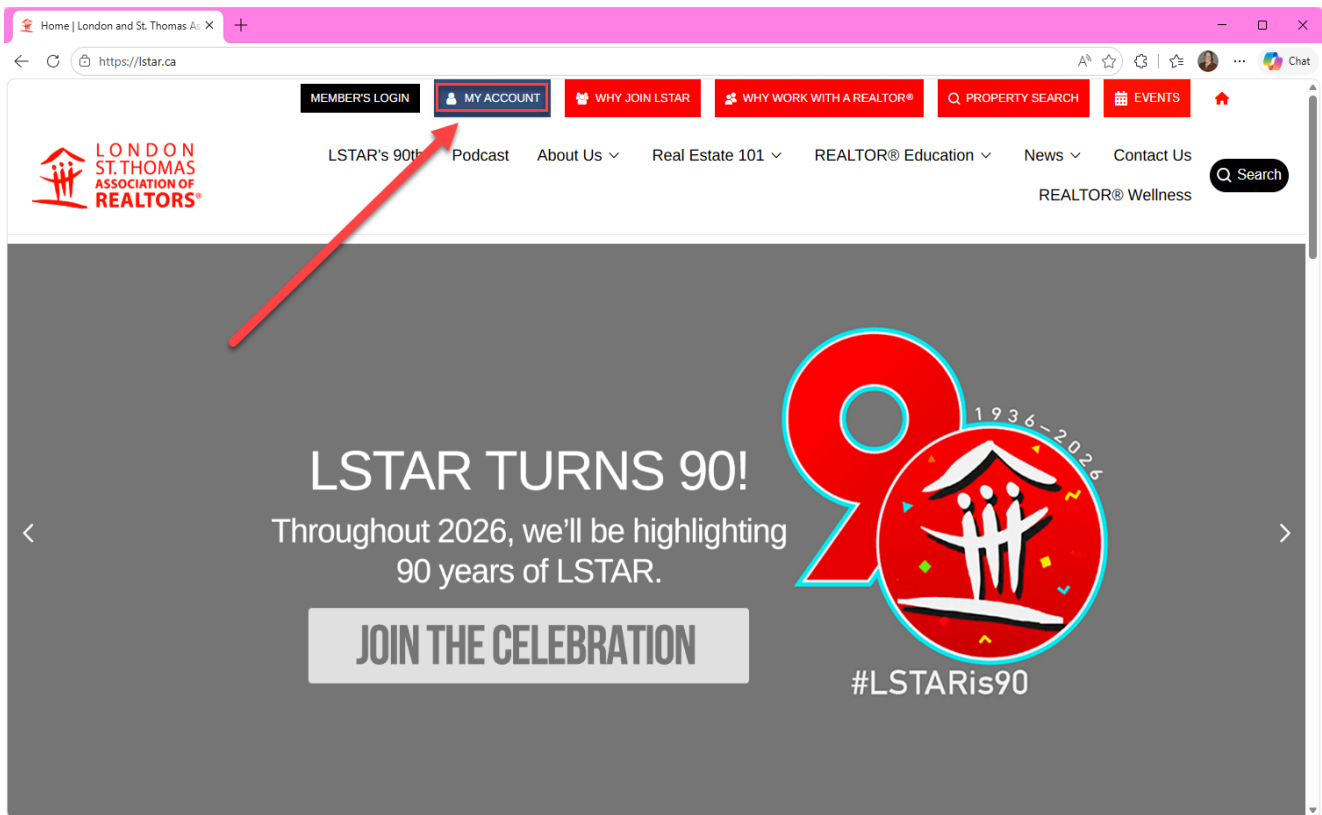 Home | London and St. Thomas As
https://lstar.ca
Chat
MEMBER'S LOGIN
MY ACCOUNT
WHY JOIN LSTAR
WHY WORK WITH A REALTOR®
PROPERTY SEARCH
EVENTS
LONDON
ST. THOMAS
ASSOCIATION OF
REALTORS®
LSTAR's 90th
Podcast
About Us
Real Estate 101
REALTOR® Education
News
Contact Us
REALTOR® Wellness
Search
LSTAR TURNS 90!
Throughout 2026, we'll be highlighting
90 years of LSTAR.
JOIN THE CELEBRATION
90
1936-2026
#LSTARis90